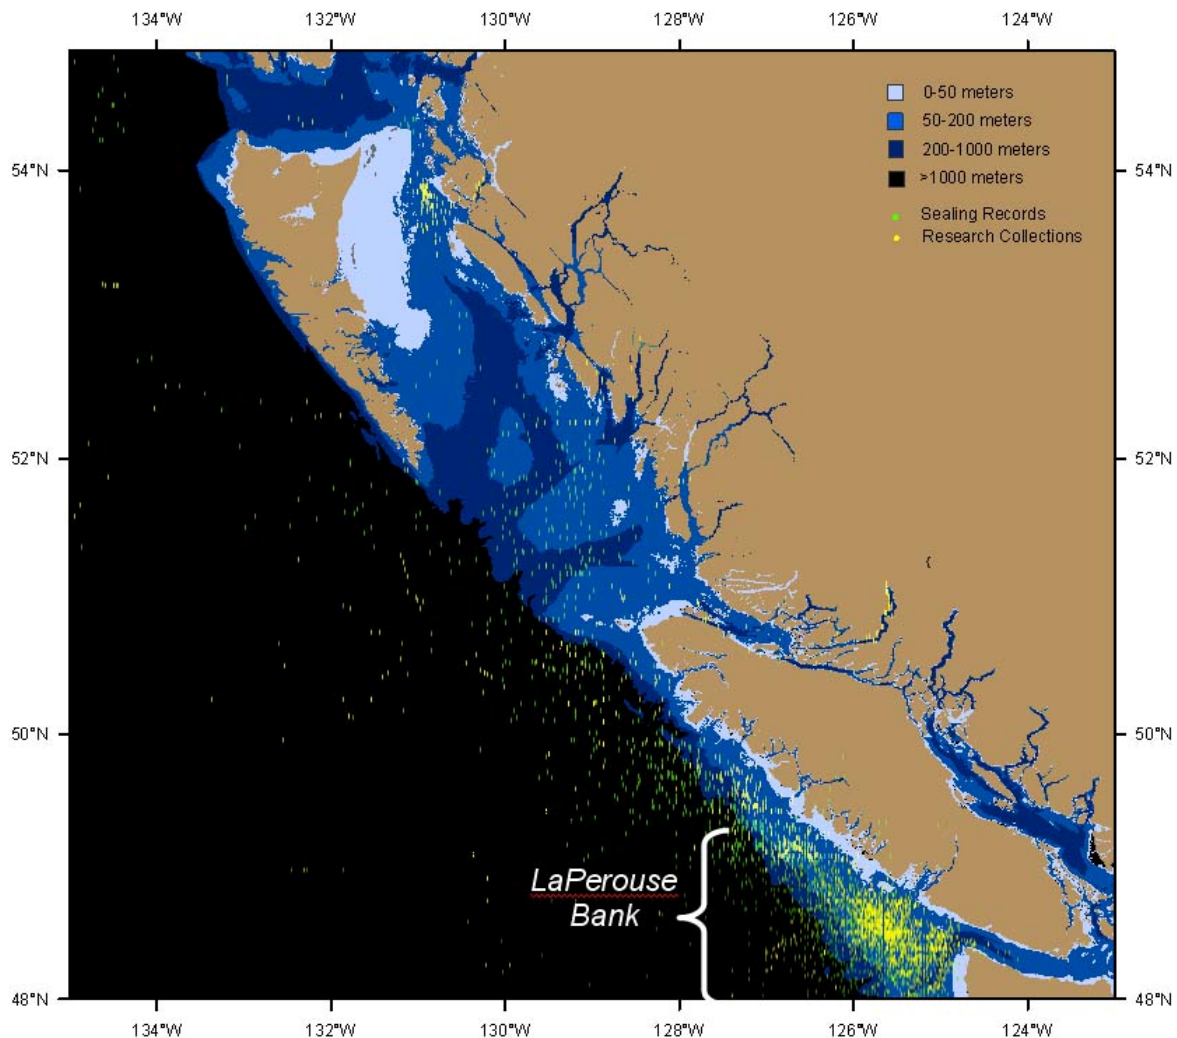 134°W 132°W 130°W 128°W 126°W 124°W
0-50 meters
50-200 meters
200-1000 meters
>1000 meters
Sealing Records
Research Collections
54°N 54°N
52°N 52°N
50°N 50°N
LaPerouse
Bank
48°N 48°N
134°W 132°W 130°W 128°W 126°W 124°W